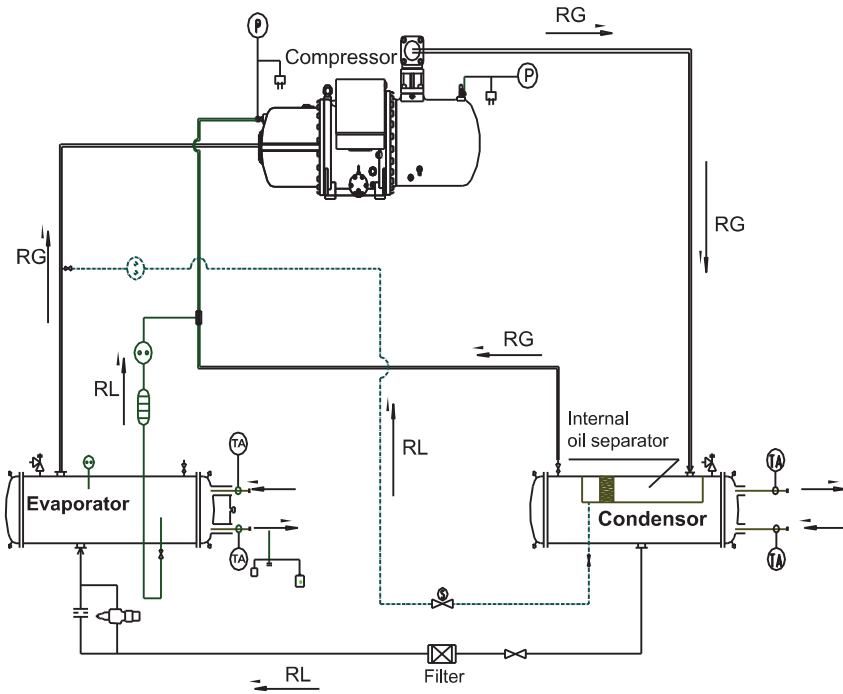 RG
P
Compressor
P
RG
RG
RG
RL
RL
Internal
oil separator
TA
TA
Evaporator
Condensor
TA
TA
S
Filter
RL